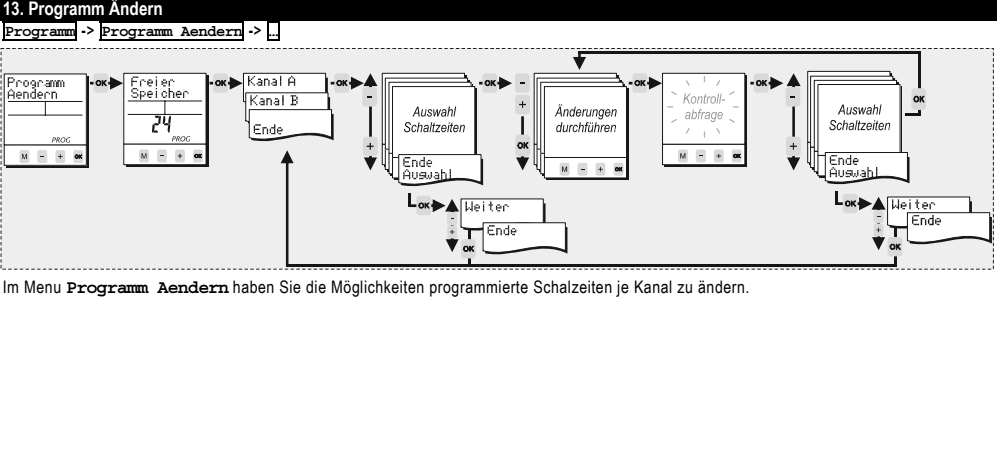 13. Programm Ändern
Programm -> Programm Aendern -> ...
Programm
Aendern
PROG
M - + OK
OK
Freier
Speicher
24
PROG
M - + OK
OK
Kanal A
Kanal B
Ende
OK
-
+
Auswahl
Schaltzeiten
Ende
Auswahl
OK
-
+
OK
Änderungen
durchführen
M - + OK
OK
Kontroll-
abfrage
M - + OK
OK
-
+
Auswahl
Schaltzeiten
Ende
Auswahl
OK
OK
-
+
OK
Weiter
Ende
OK
-
+
OK
Weiter
Ende
Im Menu Programm Aendern haben Sie die Möglichkeiten programmierte Schalzeiten je Kanal zu ändern.